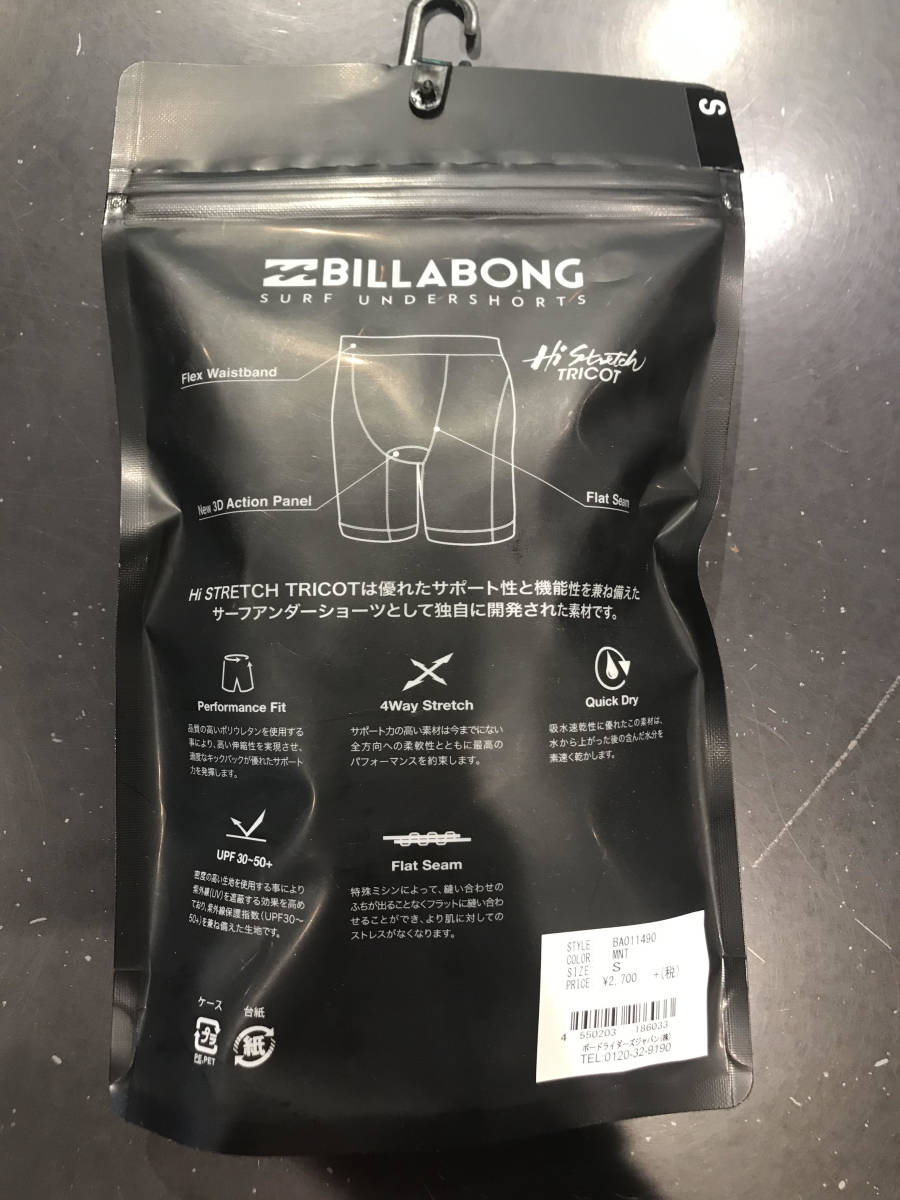 S
BILLABONG
SURF UNDERSHORTS
Flex Waistband
Hi Stretch
TRICOT
New 3D Action Panel
Flat Seam
Hi STRETCH TRICOTは優れたサポート性と機能性を兼ね備えた
サーフアンダーショーツとして独自に開発された素材です。
Performance Fit
品質の高いポリウレタンを使用する
事により、高い伸縮性を実現させ、
適度なキックバックが優れたサポート
力を発揮します。
4Way Stretch
サポート力の高い素材は今までにない
全方向への柔軟性とともに最高の
パフォーマンスを約束します。
Quick Dry
吸水速乾性に優れたこの素材は、
水から上がった後の含んだ水分を
素速く乾かします。
UPF 30~50+
密度の高い生地を使用する事により
紫外線(UV)を遮蔽する効果を高め
ており、紫外線保護指数(UPF30〜
50+)を兼ね備えた生地です。
Flat Seam
特殊ミシンによって、縫い合わせの
ふちが出ることなくフラットに縫い合わ
せることができ、より肌に対しての
ストレスがなくなります。
ケース
プラ
PE,PET
台紙
紙
STYLE BA011490
COLOR MNT
SIZE S
PRICE ¥2,700 +(税)
4 550203 186033
ボードライダーズジャパン(株)
TEL:0120-32-9190